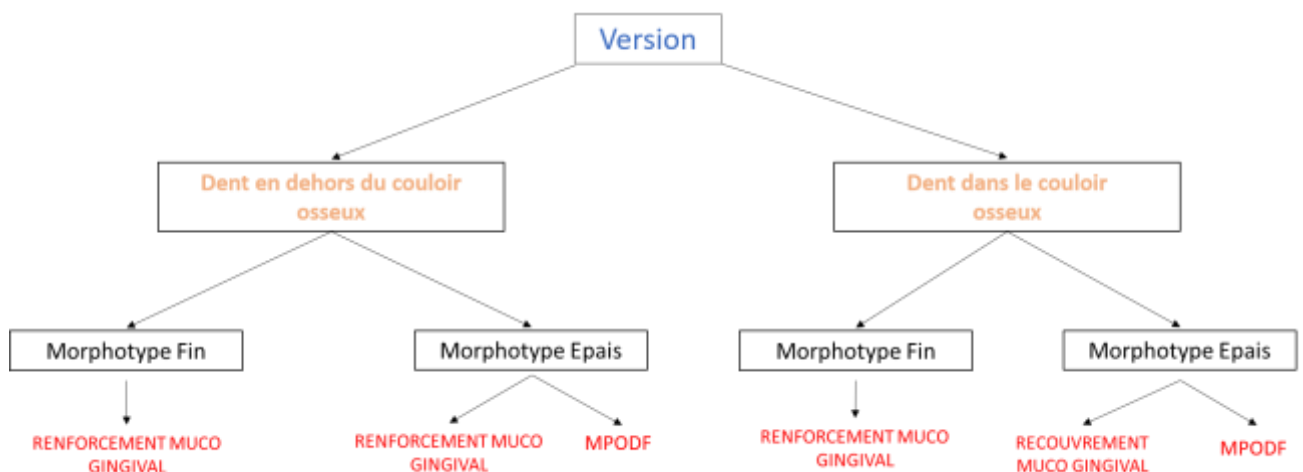 Version
Dent en dehors du couloir
osseux
Dent dans le couloir
osseux
Morphotype Fin
Morphotype Epais
Morphotype Fin
Morphotype Epais
RENFORCEMENT MUCO
GINGIVAL
RENFORCEMENT MUCO
GINGIVAL
MPODF
RENFORCEMENT MUCO
GINGIVAL
RECOUVREMENT
MUCO GINGIVAL
MPODF